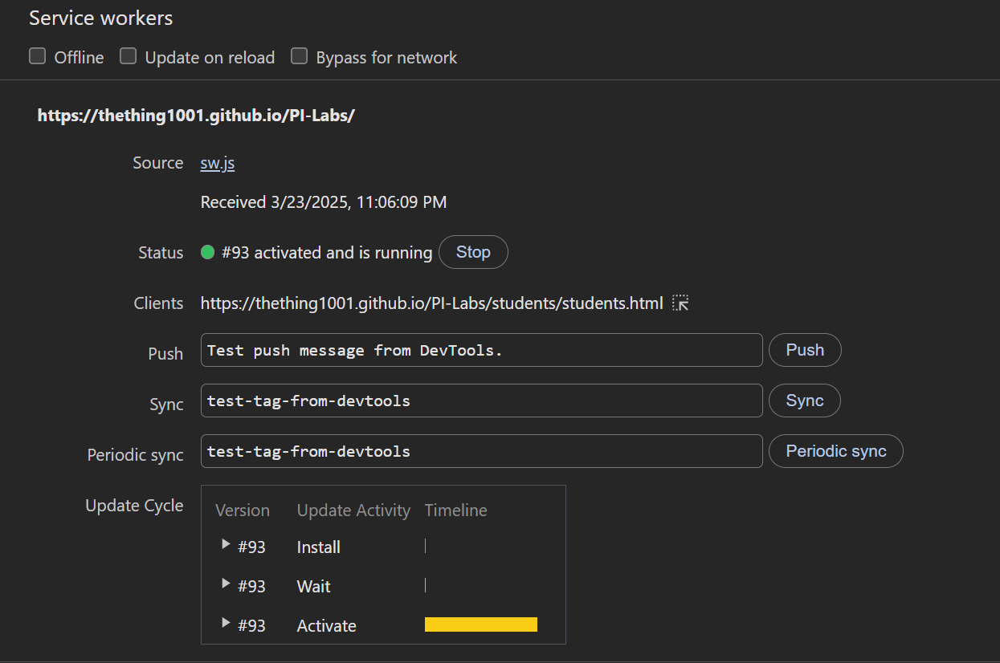 Service workers
Offline Update on reload Bypass for network
https://thething1001.github.io/PI-Labs/
Source sw.js
Received 3/23/2025, 11:06:09 PM
Status #93 activated and is running Stop
Clients https://thething1001.github.io/PI-Labs/students/students.html
Push Test push message from DevTools. Push
Sync test-tag-from-devtools Sync
Periodic sync test-tag-from-devtools Periodic sync
Update Cycle Version Update Activity Timeline
#93 Install
#93 Wait
#93 Activate